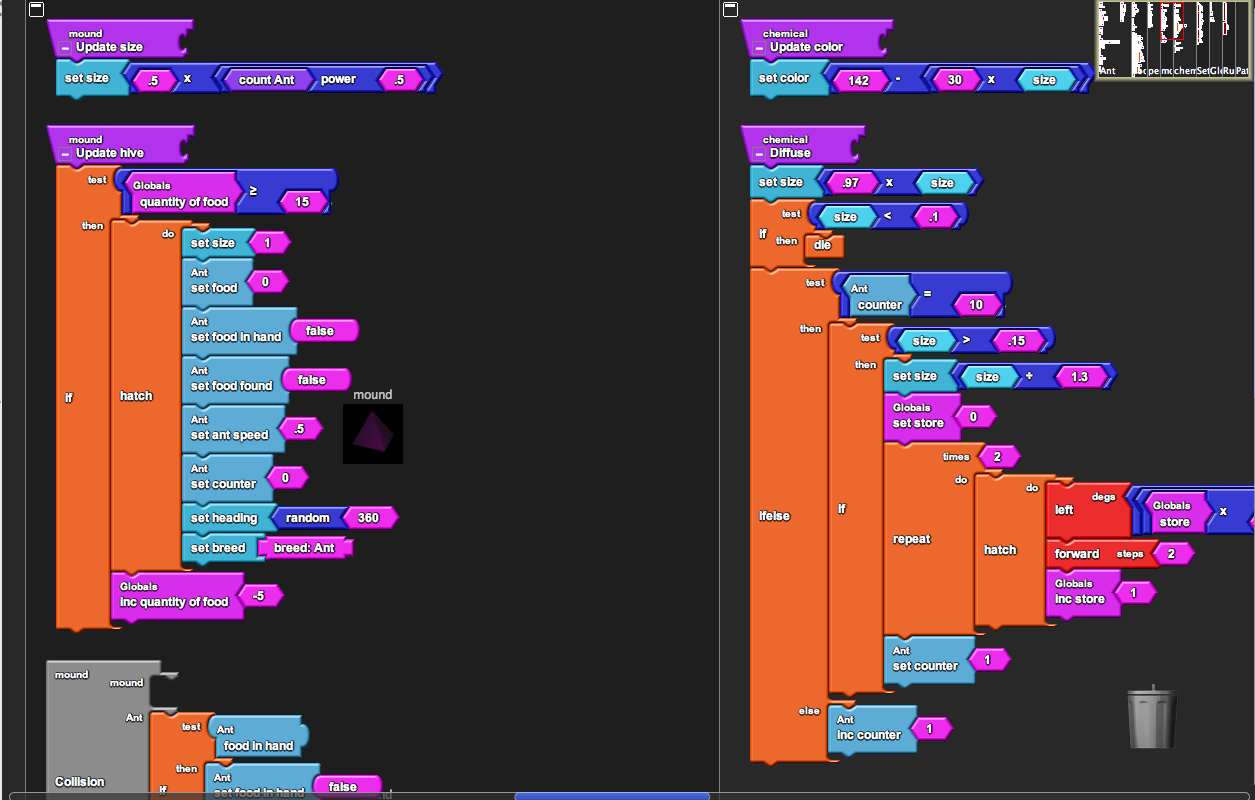 mound
Update size
set size .5 x count Ant power .5
mound
Update hive
test Globals quantity of food ≥ 15
then
do
set size 1
Ant
set food 0
Ant
set food in hand false
Ant
set food found false
If
hatch
mound
Ant
set ant speed .5
Ant
set counter 0
set heading random 360
set breed breed: Ant
Globals
inc quantity of food -5
mound
mound
Ant
test Ant food in hand
then Ant
set food in hand false
Collision
If
chemical
Update color
set color 142 - 30 x size
chemical
Diffuse
set size .97 x size
If
test size < .1
then die
Ifelse
test Ant counter = 10
then
If
test size > .15
then
set size size ÷ 1.3
Globals
set store 0
repeat
times 2
do
hatch
do
left degs Globals store x
forward steps 2
Globals
inc store 1
Ant
set counter 1
else
Ant
inc counter 1
Ant
Set
Ru
Pat